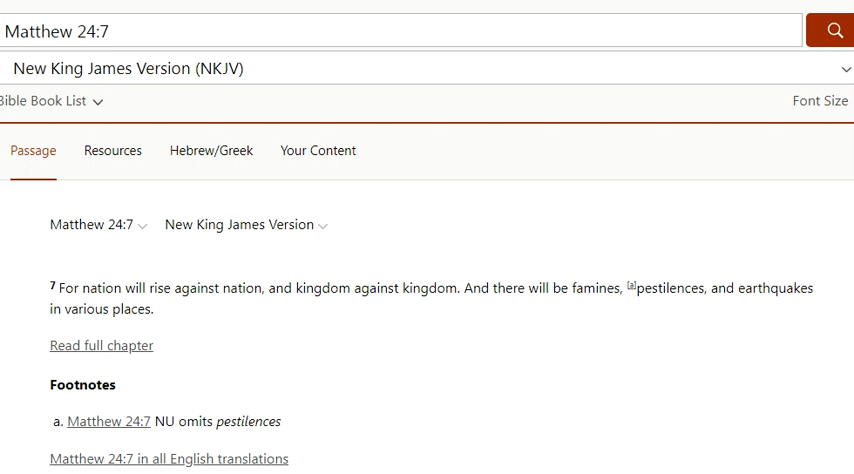 Matthew 24:7
New King James Version (NKJV)
Bible Book List
Font Size
Passage Resources Hebrew/Greek Your Content
Matthew 24:7 New King James Version
7 For nation will rise against nation, and kingdom against kingdom. And there will be famines, [a]pestilences, and earthquakes
in various places.
Read full chapter
Footnotes
a. Matthew 24:7 NU omits pestilences
Matthew 24:7 in all English translations